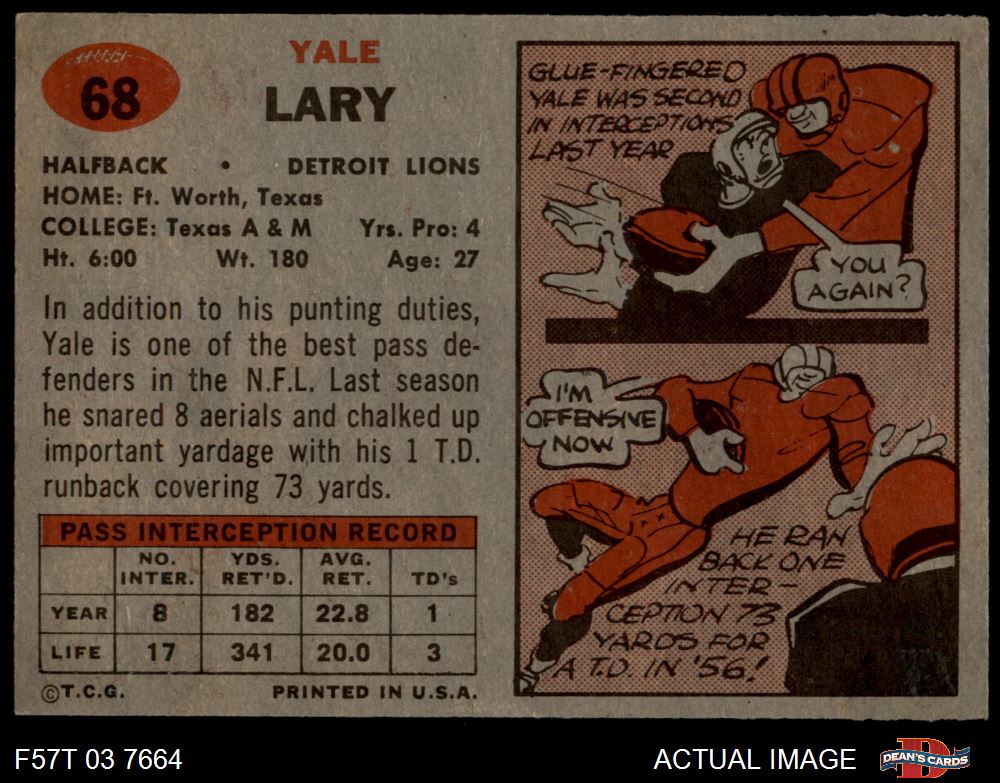 68
YALE
LARY
HALFBACK • DETROIT LIONS
HOME: Ft. Worth, Texas
COLLEGE: Texas A & M Yrs. Pro: 4
Ht. 6:00 Wt. 180 Age: 27
In addition to his punting duties,
Yale is one of the best pass de-
fenders in the N.F.L. Last season
he snared 8 aerials and chalked up
important yardage with his 1 T.D.
runback covering 73 yards.
PASS INTERCEPTION RECORD
NO. INTER. YDS. RET'D. AVG. RET. TD's
YEAR 8 182 22.8 1
LIFE 17 341 20.0 3
©T.C.G. PRINTED IN U.S.A.
GLUE-FINGERED
YALE WAS SECOND
IN INTERCEPTIONS
LAST YEAR
YOU
AGAIN?
I'M
OFFENSIVE
NOW
HE RAN
BACK ONE
INTER-
CEPTION 73
YARDS FOR
A T.D. IN '56!
F57T 03 7664
ACTUAL IMAGE
DEAN'S CARDS